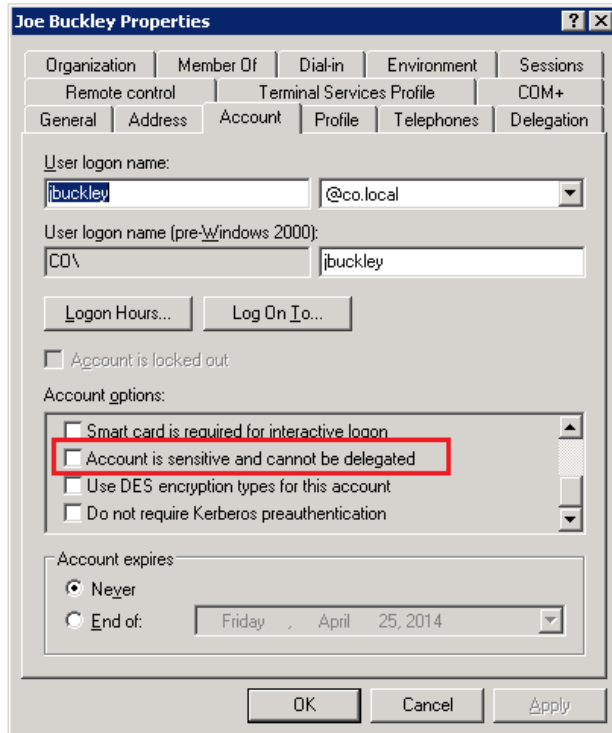 Joe Buckley Properties
Organization Member Of Dial-in Environment Sessions
Remote control Terminal Services Profile COM+
General Address Account Profile Telephones Delegation
User logon name:
jbuckley @co.local
User logon name (pre-Windows 2000):
CO\ jbuckley
Logon Hours... Log On To...
Account is locked out
Account options:
Smart card is required for interactive logon
Account is sensitive and cannot be delegated
Use DES encryption types for this account
Do not require Kerberos preauthentication
Account expires
Never
End of: Friday , April 25, 2014
OK Cancel Apply